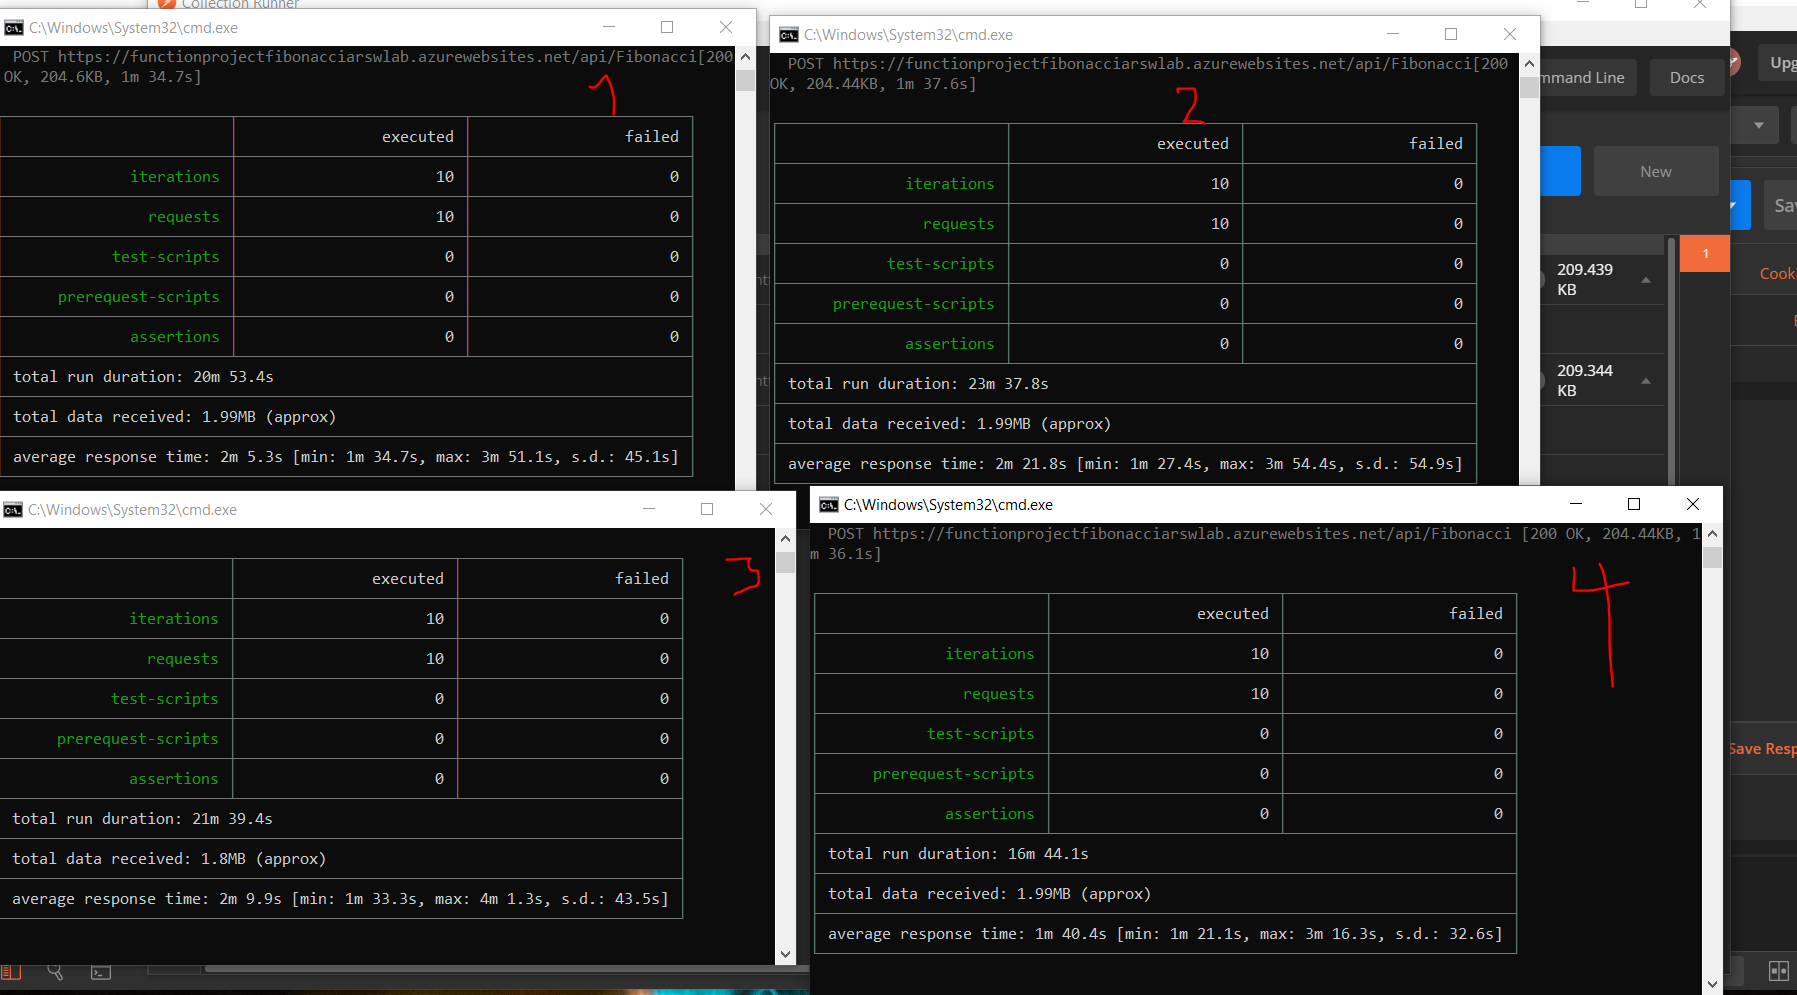 Collection Runner
C:\Windows\System32\cmd.exe
POST https://functionprojectfibonacciarswlab.azurewebsites.net/api/Fibonacci[200
OK, 204.6KB, 1m 34.7s]
1
executed failed
iterations 10 0
requests 10 0
test-scripts 0 0
prerequest-scripts 0 0
assertions 0 0
total run duration: 20m 53.4s
total data received: 1.99MB (approx)
average response time: 2m 5.3s [min: 1m 34.7s, max: 3m 51.1s, s.d.: 45.1s]
C:\Windows\System32\cmd.exe
POST https://functionprojectfibonacciarswlab.azurewebsites.net/api/Fibonacci[200
OK, 204.44KB, 1m 37.6s]
2
executed failed
iterations 10 0
requests 10 0
test-scripts 0 0
prerequest-scripts 0 0
assertions 0 0
total run duration: 23m 37.8s
total data received: 1.99MB (approx)
average response time: 2m 21.8s [min: 1m 27.4s, max: 3m 54.4s, s.d.: 54.9s]
mmand Line
Docs
Upg
New
Sav
209.439
KB
1
Cook
209.344
KB
C:\Windows\System32\cmd.exe
3
executed failed
iterations 10 0
requests 10 0
test-scripts 0 0
prerequest-scripts 0 0
assertions 0 0
total run duration: 21m 39.4s
total data received: 1.8MB (approx)
average response time: 2m 9.9s [min: 1m 33.3s, max: 4m 1.3s, s.d.: 43.5s]
C:\Windows\System32\cmd.exe
POST https://functionprojectfibonacciarswlab.azurewebsites.net/api/Fibonacci [200 OK, 204.44KB, 1
m 36.1s]
4
executed failed
iterations 10 0
requests 10 0
test-scripts 0 0
prerequest-scripts 0 0
assertions 0 0
total run duration: 16m 44.1s
total data received: 1.99MB (approx)
average response time: 1m 40.4s [min: 1m 21.1s, max: 3m 16.3s, s.d.: 32.6s]
Save Resp